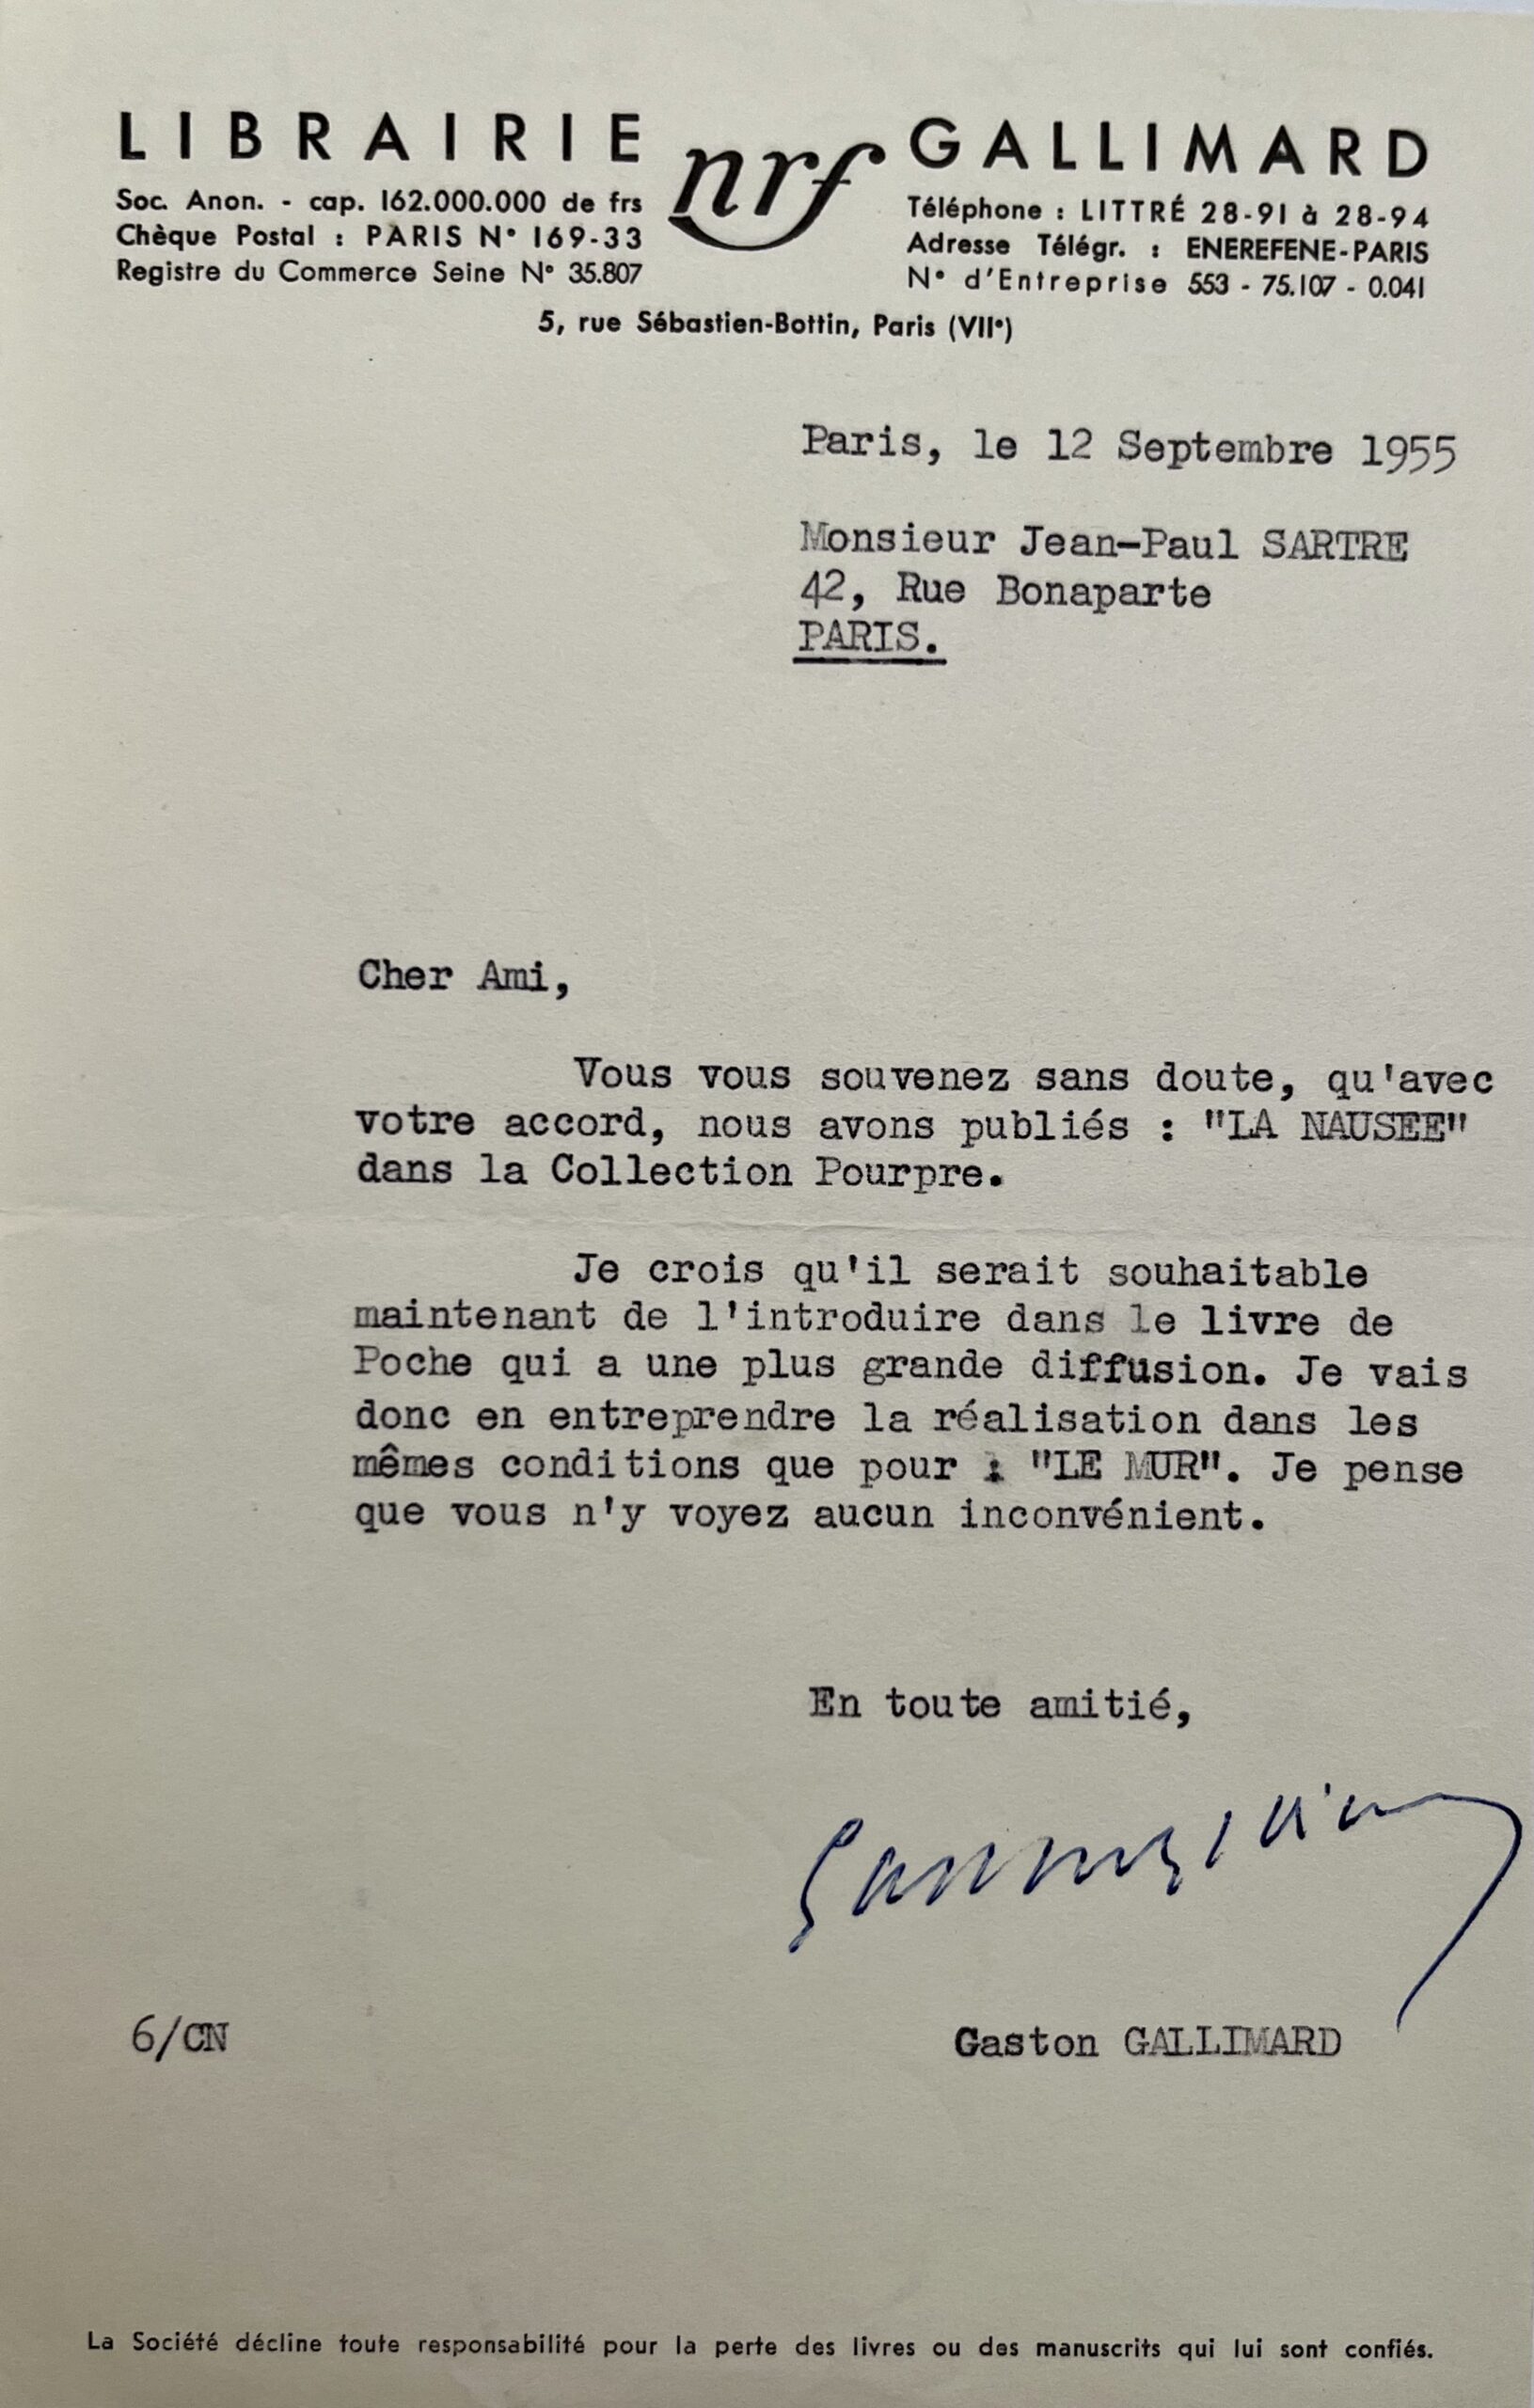 LIBRAIRIE nrf GALLIMARD
Soc. Anon. - cap. 162.000.000 de frs
Chèque Postal : PARIS N° 169-33
Registre du Commerce Seine N° 35.807
Téléphone : LITTRÉ 28-91 à 28-94
Adresse Télégr. : ENEREFENE-PARIS
N° d'Entreprise 553 - 75.107 - 0.041
5, rue Sébastien-Bottin, Paris (VIIe)
Paris, le 12 Septembre 1955
Monsieur Jean-Paul SARTRE
42, Rue Bonaparte
PARIS.
Cher Ami,
Vous vous souvenez sans doute, qu'avec
votre accord, nous avons publiés : "LA NAUSEE"
dans la Collection Pourpre.
Je crois qu'il serait souhaitable
maintenant de l'introduire dans le livre de
Poche qui a une plus grande diffusion. Je vais
donc en entreprendre la réalisation dans les
mêmes conditions que pour : "LE MUR". Je pense
que vous n'y voyez aucun inconvénient.
En toute amitié,
6/CN
Gaston GALLIMARD
La Société décline toute responsabilité pour la perte des livres ou des manuscrits qui lui sont confiés.